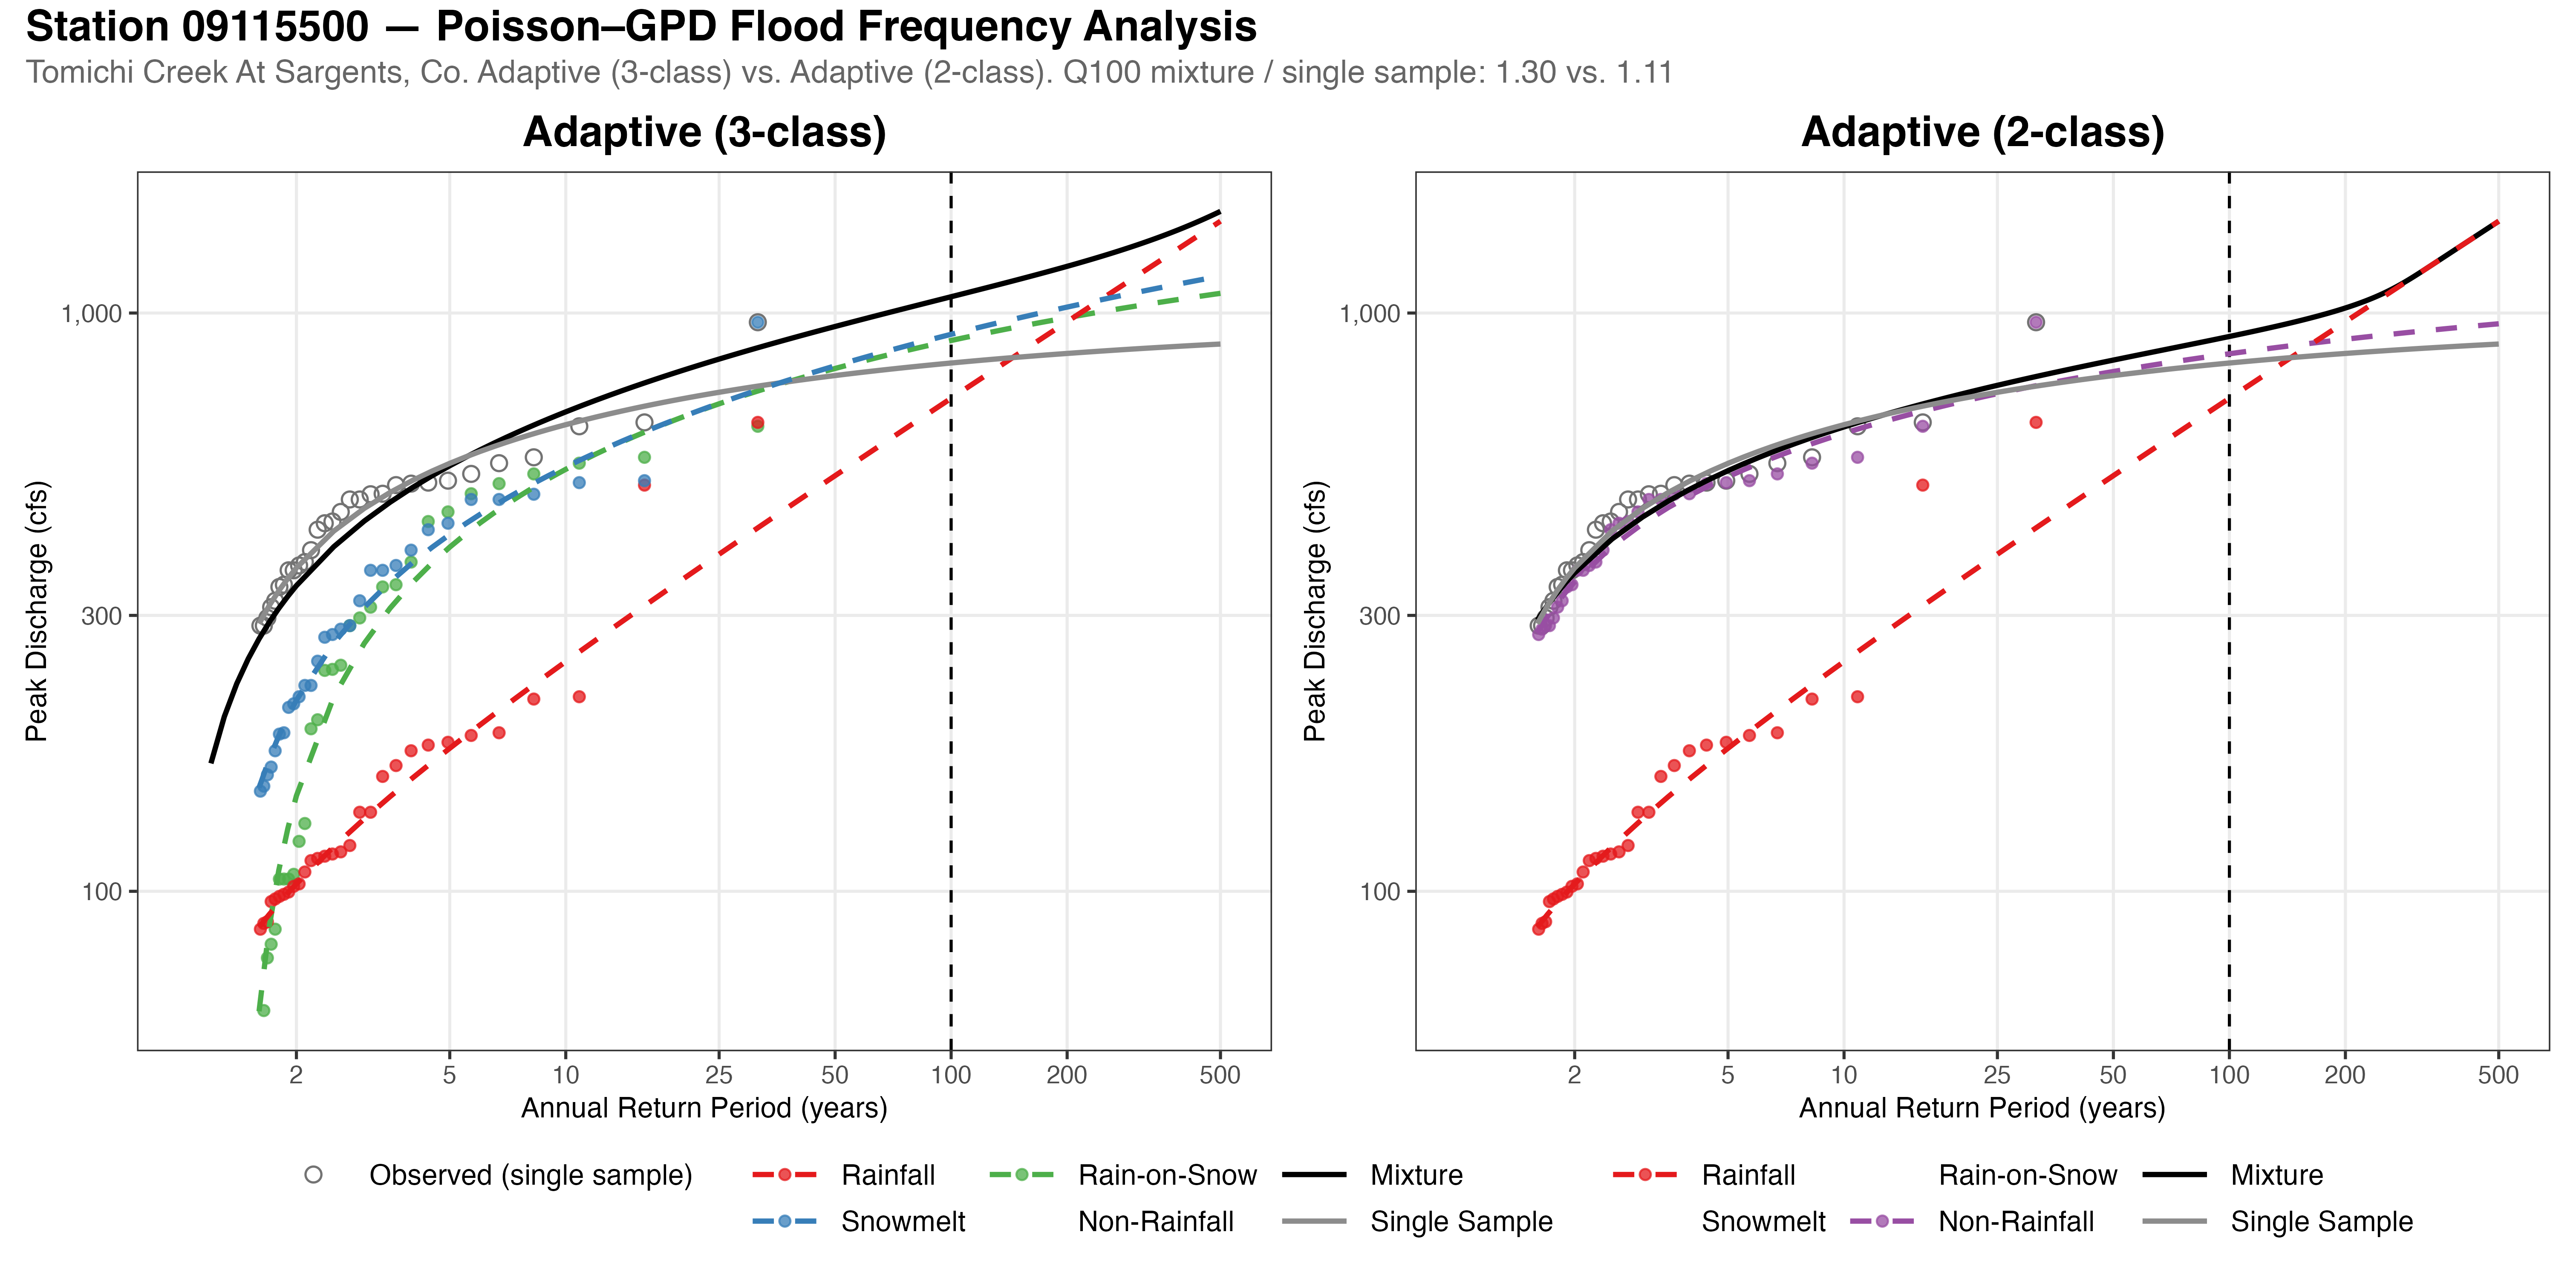 Station 09115500 — Poisson–GPD Flood Frequency Analysis
Tomichi Creek At Sargents, Co. Adaptive (3-class) vs. Adaptive (2-class). Q100 mixture / single sample: 1.30 vs. 1.11
Adaptive (3-class)
Peak Discharge (cfs)
1,000
300
100
2 5 10 25 50 100 200 500
Annual Return Period (years)
Adaptive (2-class)
Peak Discharge (cfs)
1,000
300
100
2 5 10 25 50 100 200 500
Annual Return Period (years)
Observed (single sample) Rainfall Rain-on-Snow Mixture Rainfall Rain-on-Snow Mixture
Snowmelt Non-Rainfall Single Sample Snowmelt Non-Rainfall Single Sample